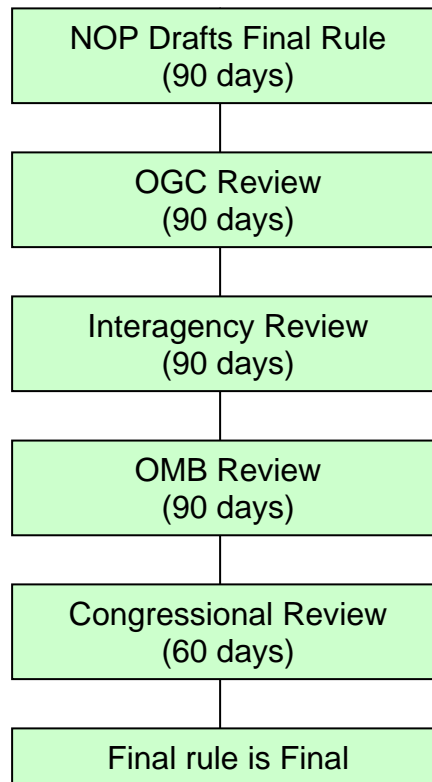 NOP Drafts Final Rule
(90 days)
OGC Review
(90 days)
Interagency Review
(90 days)
OMB Review
(90 days)
Congressional Review
(60 days)
Final rule is Final